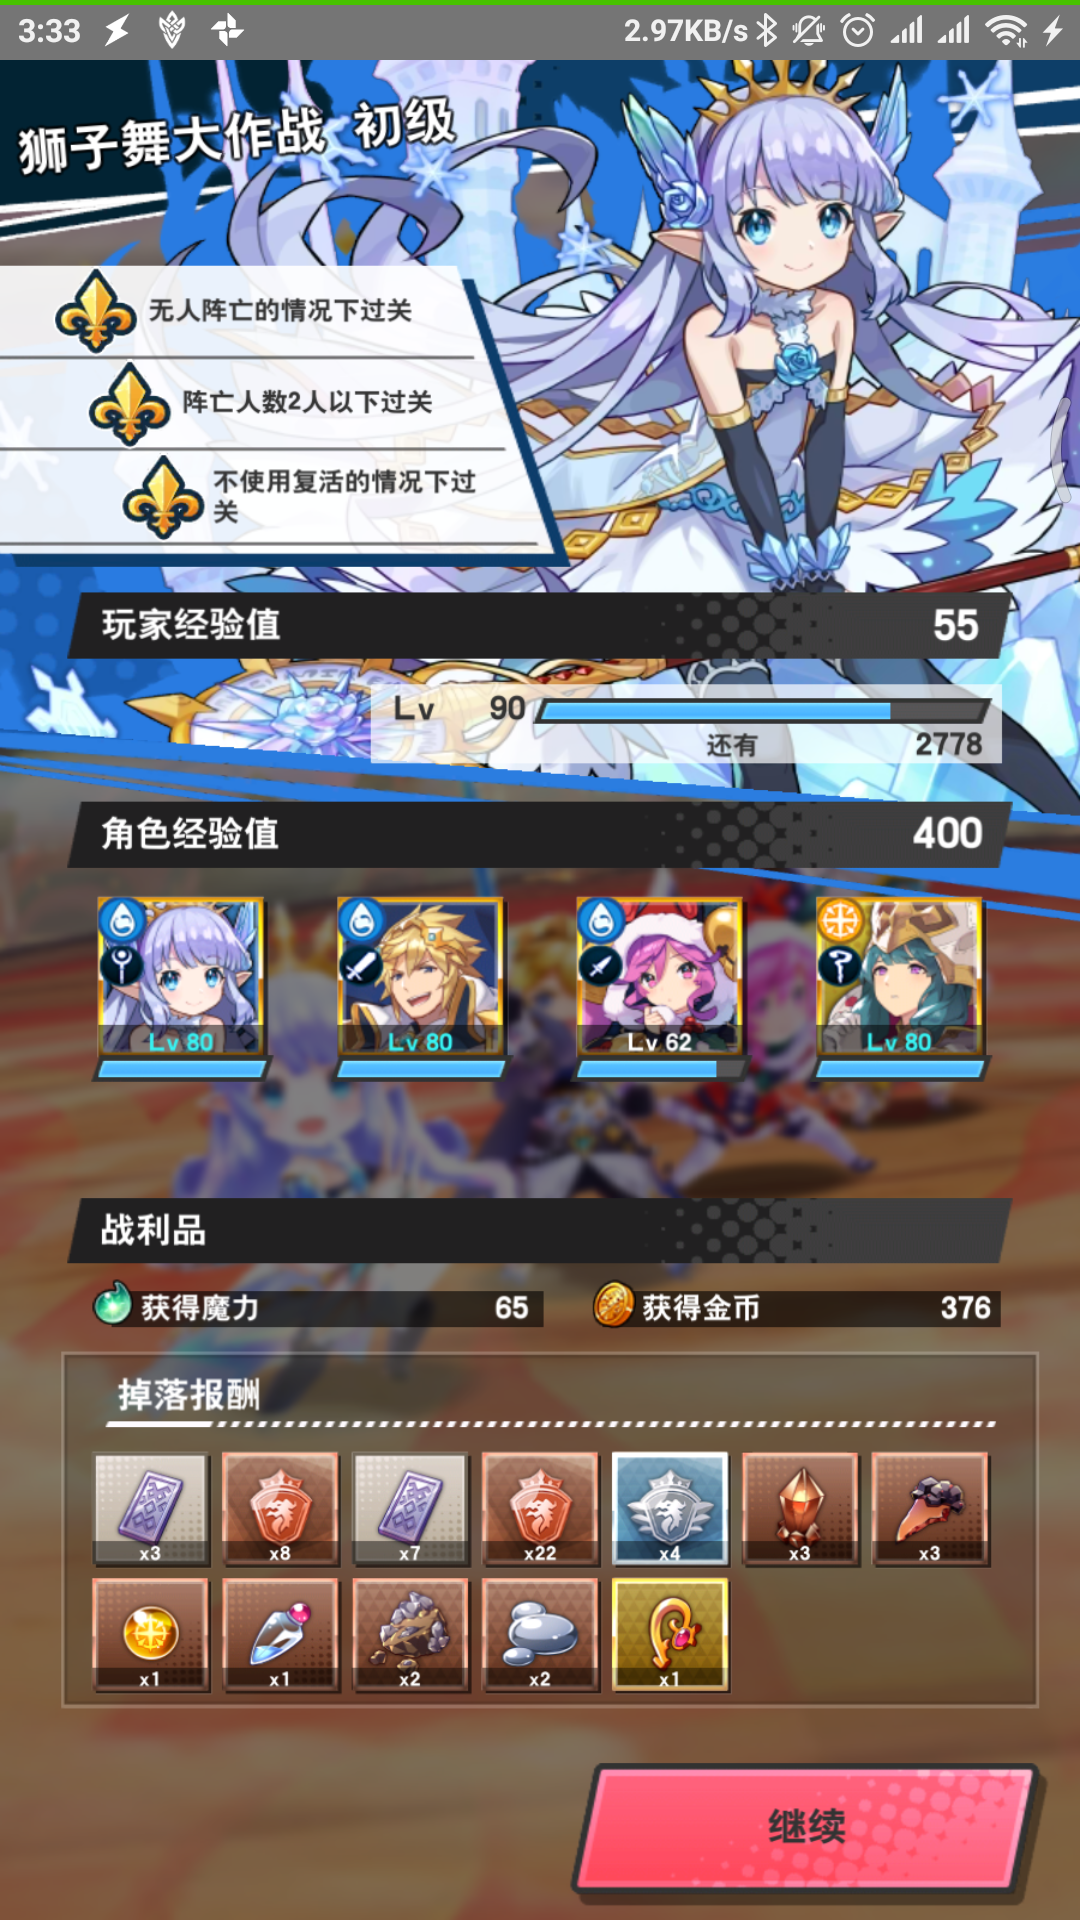 3:33 2.97KB/s
狮子舞大作战 初级
无人阵亡的情况下过关
阵亡人数2人以下过关
不使用复活的情况下过
关
玩家经验值 55
Lv 90
还有 2778
角色经验值 400
Lv 80 Lv 80 Lv 62 Lv 80
战利品
获得魔力 65 获得金币 376
掉落报酬
x3 x8 x7 x22 x4 x3 x3
x1 x1 x2 x2 x1
继续